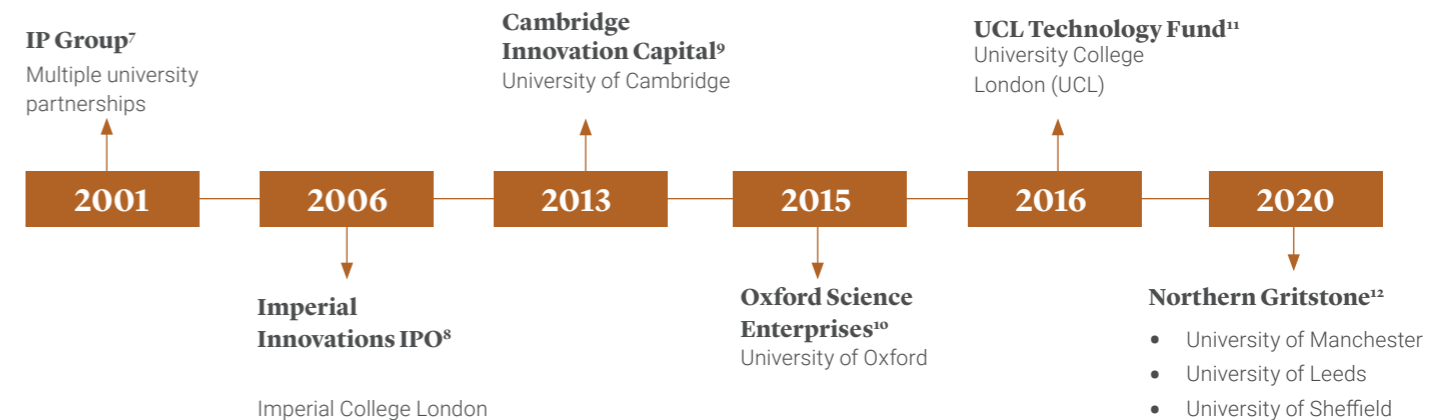 IP Group⁷
Multiple university
partnerships
Cambridge
Innovation Capital⁹
University of Cambridge
UCL Technology Fund¹¹
University College
London (UCL)
2001
2006
2013
2015
2016
2020
Imperial
Innovations IPO⁸
Imperial College London
Oxford Science
Enterprises¹⁰
University of Oxford
Northern Gritstone¹²
• University of Manchester
• University of Leeds
• University of Sheffield